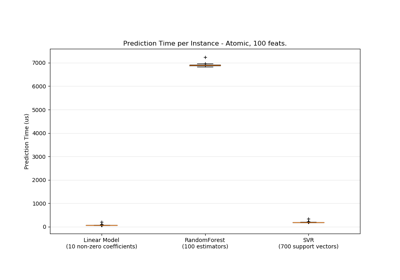 Prediction Time per Instance - Atomic, 100 feats.
7000
6000
5000
4000
3000
2000
1000
0
Prediction Time (us)
Linear Model
(10 non-zero coefficients)
RandomForest
(100 estimators)
SVR
(700 support vectors)